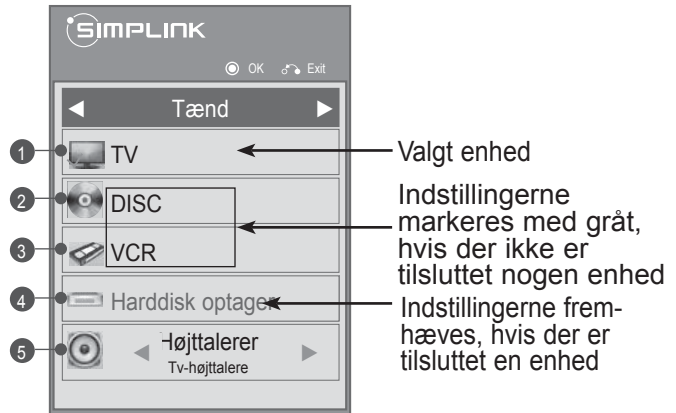 SIMPLINK
OK Exit
Tænd
1 TV
Valgt enhed
2 DISC
3 VCR
Indstillingerne
markeres med gråt,
hvis der ikke er
tilsluttet nogen enhed
4 Harddisk optager
Indstillingerne frem-
hæves, hvis der er
tilsluttet en enhed
5 Højttalerer
Tv-højttalere